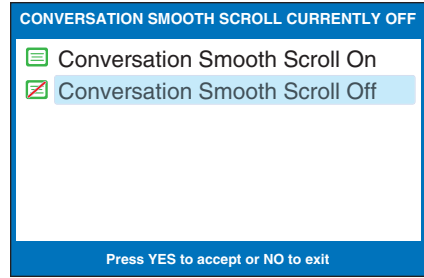 CONVERSATION SMOOTH SCROLL CURRENTLY OFF
Conversation Smooth Scroll On
Conversation Smooth Scroll Off
Press YES to accept or NO to exit